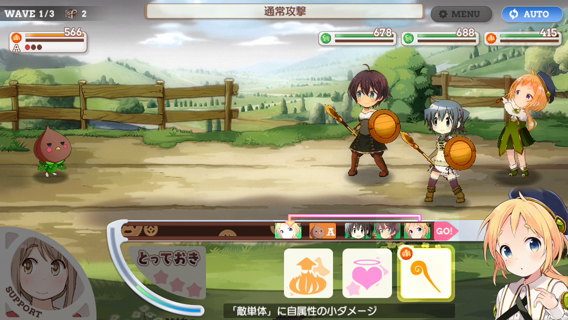 WAVE 1/3
2
通常攻撃
MENU
AUTO
566
A
678
688
415
A
GO!
とっておき
SUPPORT
「敵単体」に自属性の小ダメージ